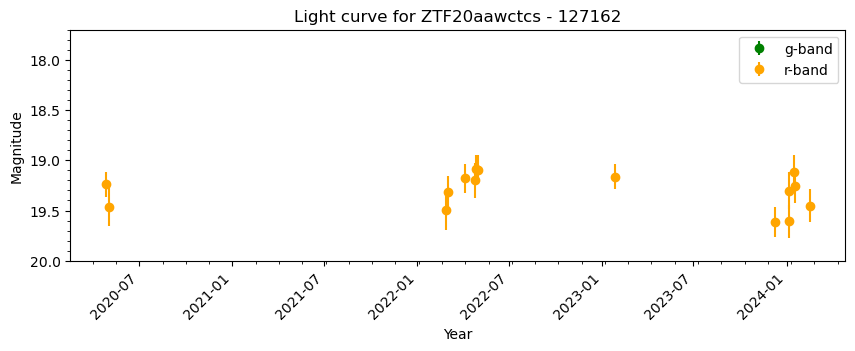 Light curve for ZTF20aawctcs - 127162
g-band
r-band
Magnitude
18.0
18.5
19.0
19.5
20.0
2020-07
2021-01
2021-07
2022-01
2022-07
2023-01
2023-07
2024-01
Year